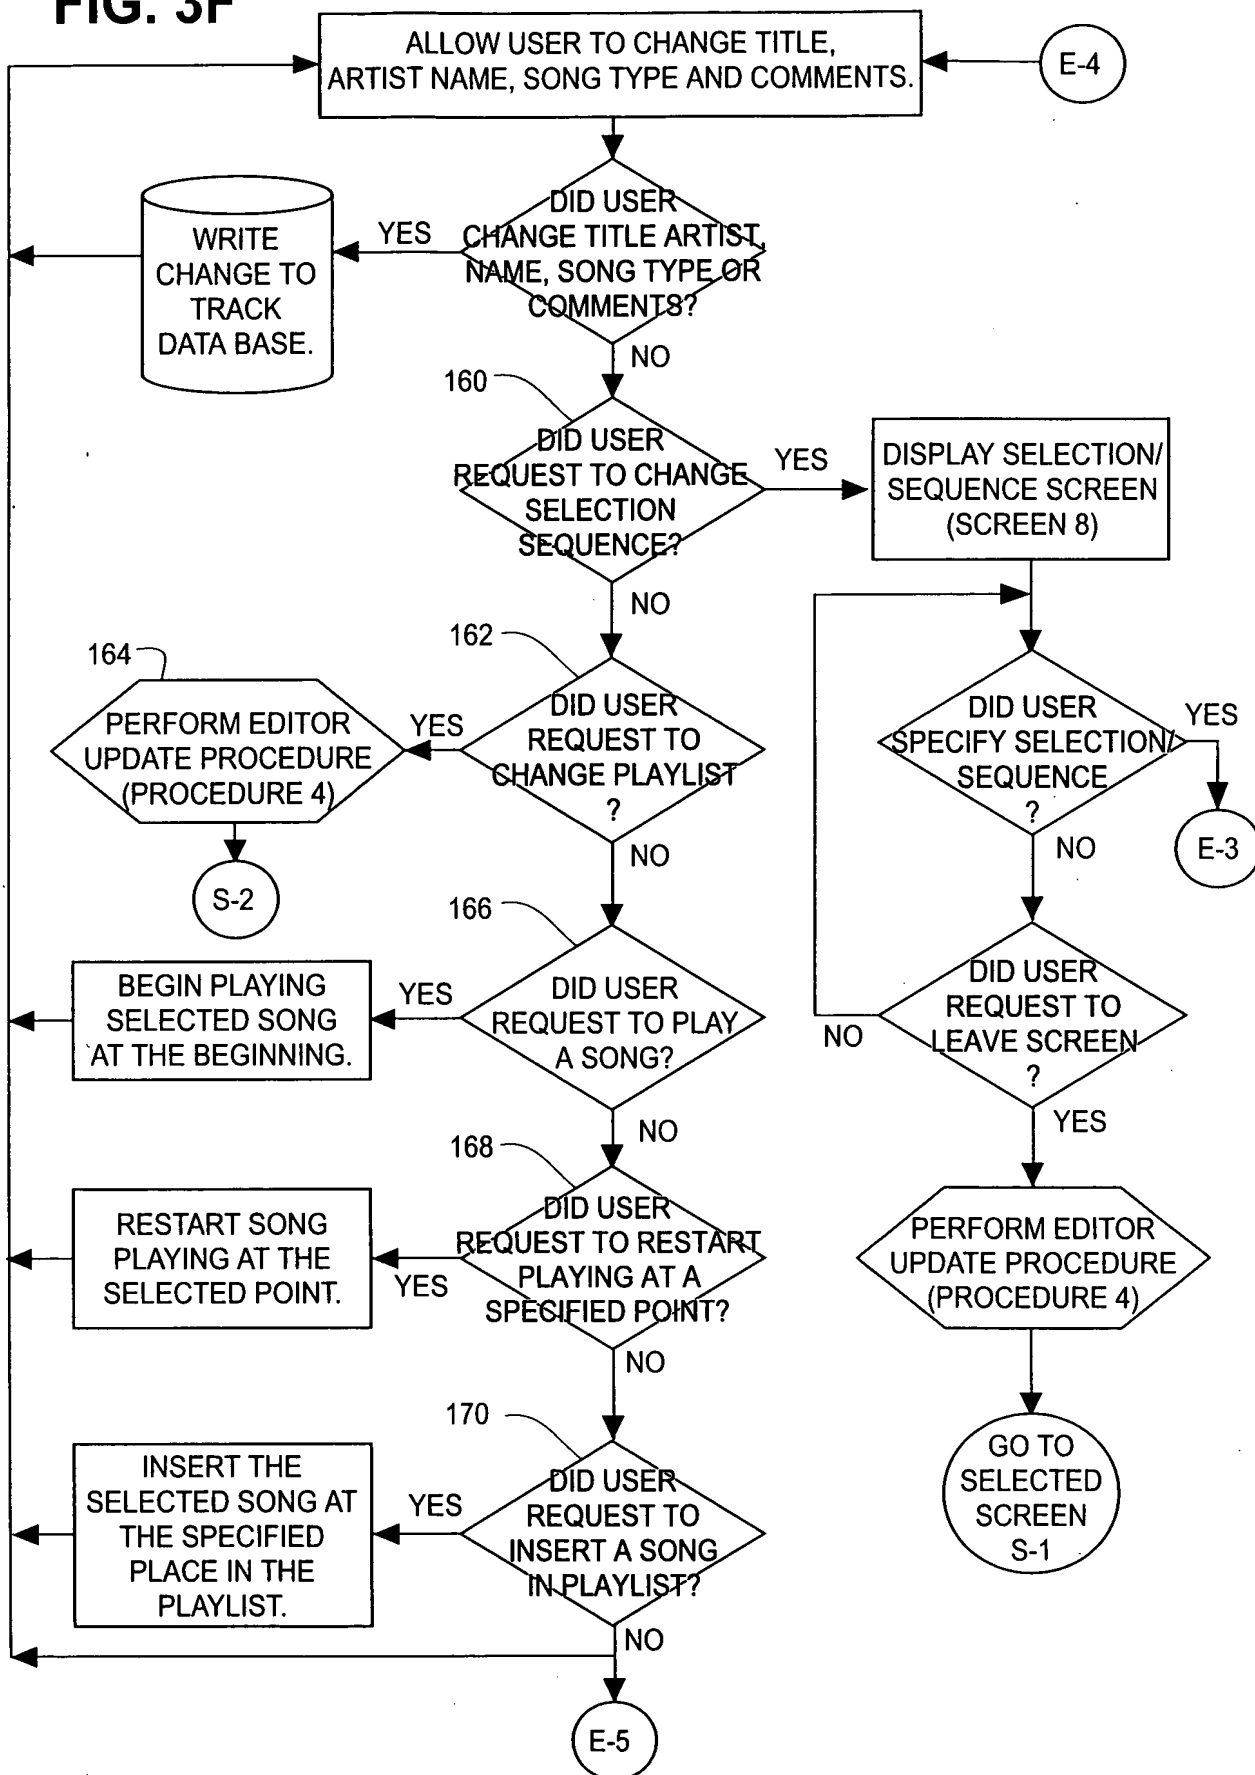 FIG. 3F
ALLOW USER TO CHANGE TITLE,
ARTIST NAME, SONG TYPE AND COMMENTS.
E-4
DID USER
CHANGE TITLE ARTIST,
NAME, SONG TYPE OR
COMMENTS?
YES
WRITE
CHANGE TO
TRACK
DATA BASE.
NO
160
DID USER
REQUEST TO CHANGE
SELECTION
SEQUENCE?
YES
DISPLAY SELECTION/
SEQUENCE SCREEN
(SCREEN 8)
NO
162
DID USER
REQUEST TO
CHANGE PLAYLIST
?
YES
164
PERFORM EDITOR
UPDATE PROCEDURE
(PROCEDURE 4)
S-2
NO
DID USER
SPECIFY SELECTION/
SEQUENCE
?
YES
E-3
NO
166
DID USER
REQUEST TO PLAY
A SONG?
YES
BEGIN PLAYING
SELECTED SONG
AT THE BEGINNING.
NO
DID USER
REQUEST TO
LEAVE SCREEN
?
NO
YES
168
DID USER
REQUEST TO RESTART
PLAYING AT A
SPECIFIED POINT?
YES
RESTART SONG
PLAYING AT THE
SELECTED POINT.
NO
PERFORM EDITOR
UPDATE PROCEDURE
(PROCEDURE 4)
170
DID USER
REQUEST TO
INSERT A SONG
IN PLAYLIST?
YES
INSERT THE
SELECTED SONG AT
THE SPECIFIED
PLACE IN THE
PLAYLIST.
NO
GO TO
SELECTED
SCREEN
S-1
E-5